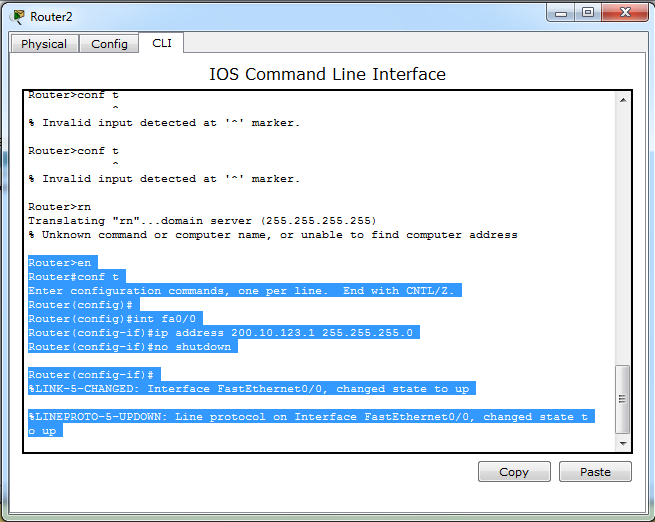 Router2
Physical Config CLI
IOS Command Line Interface
Router>conf t
^
% Invalid input detected at '^' marker.
Router>conf t
^
% Invalid input detected at '^' marker.
Router>rn
Translating "rn"...domain server (255.255.255.255)
% Unknown command or computer name, or unable to find computer address
Router>en
Router#conf t
Enter configuration commands, one per line.  End with CNTL/Z.
Router(config)#
Router(config)#int fa0/0
Router(config-if)#ip address 200.10.123.1 255.255.255.0
Router(config-if)#no shutdown
Router(config-if)#
%LINK-5-CHANGED: Interface FastEthernet0/0, changed state to up
%LINEPROTO-5-UPDOWN: Line protocol on Interface FastEthernet0/0, changed state t
o up
Copy Paste